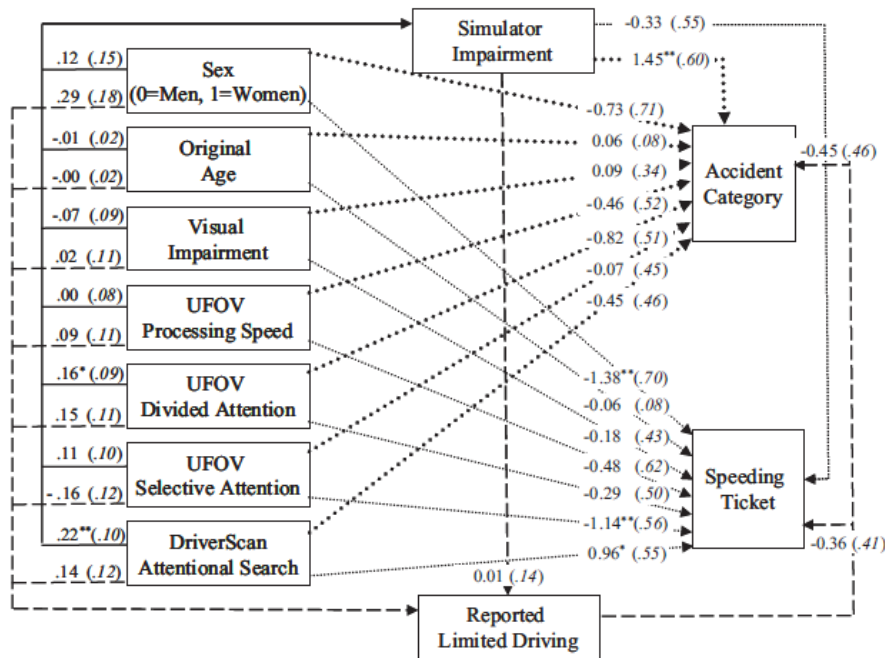 Simulator
Impairment
-0.33 (.55)
1.45**(.60)
.12 (.15)
.29 (.18)
Sex
(0=Men, 1=Women)
-0.73 (.71)
-.01 (.02)
-.00 (.02)
Original
Age
0.06 (.08)
-.07 (.09)
.02 (.11)
Visual
Impairment
0.09 (.34)
.00 (.08)
.09 (.11)
UFOV
Processing Speed
-0.46 (.52)
.16*(.09)
.15 (.11)
UFOV
Divided Attention
-0.82 (.51)
.11 (.10)
-.16 (.12)
UFOV
Selective Attention
-0.07 (.45)
.22**(.10)
.14 (.12)
DriverScan
Attentional Search
-0.45 (.46)
Accident
Category
-0.45 (.46)
-1.38**(.70)
-0.06 (.08)
-0.18 (.43)
-0.48 (.62)
-0.29 (.50)
-1.14**(.56)
0.96* (.55)
Speeding
Ticket
-0.36 (.41)
0.01 (.14)
Reported
Limited Driving